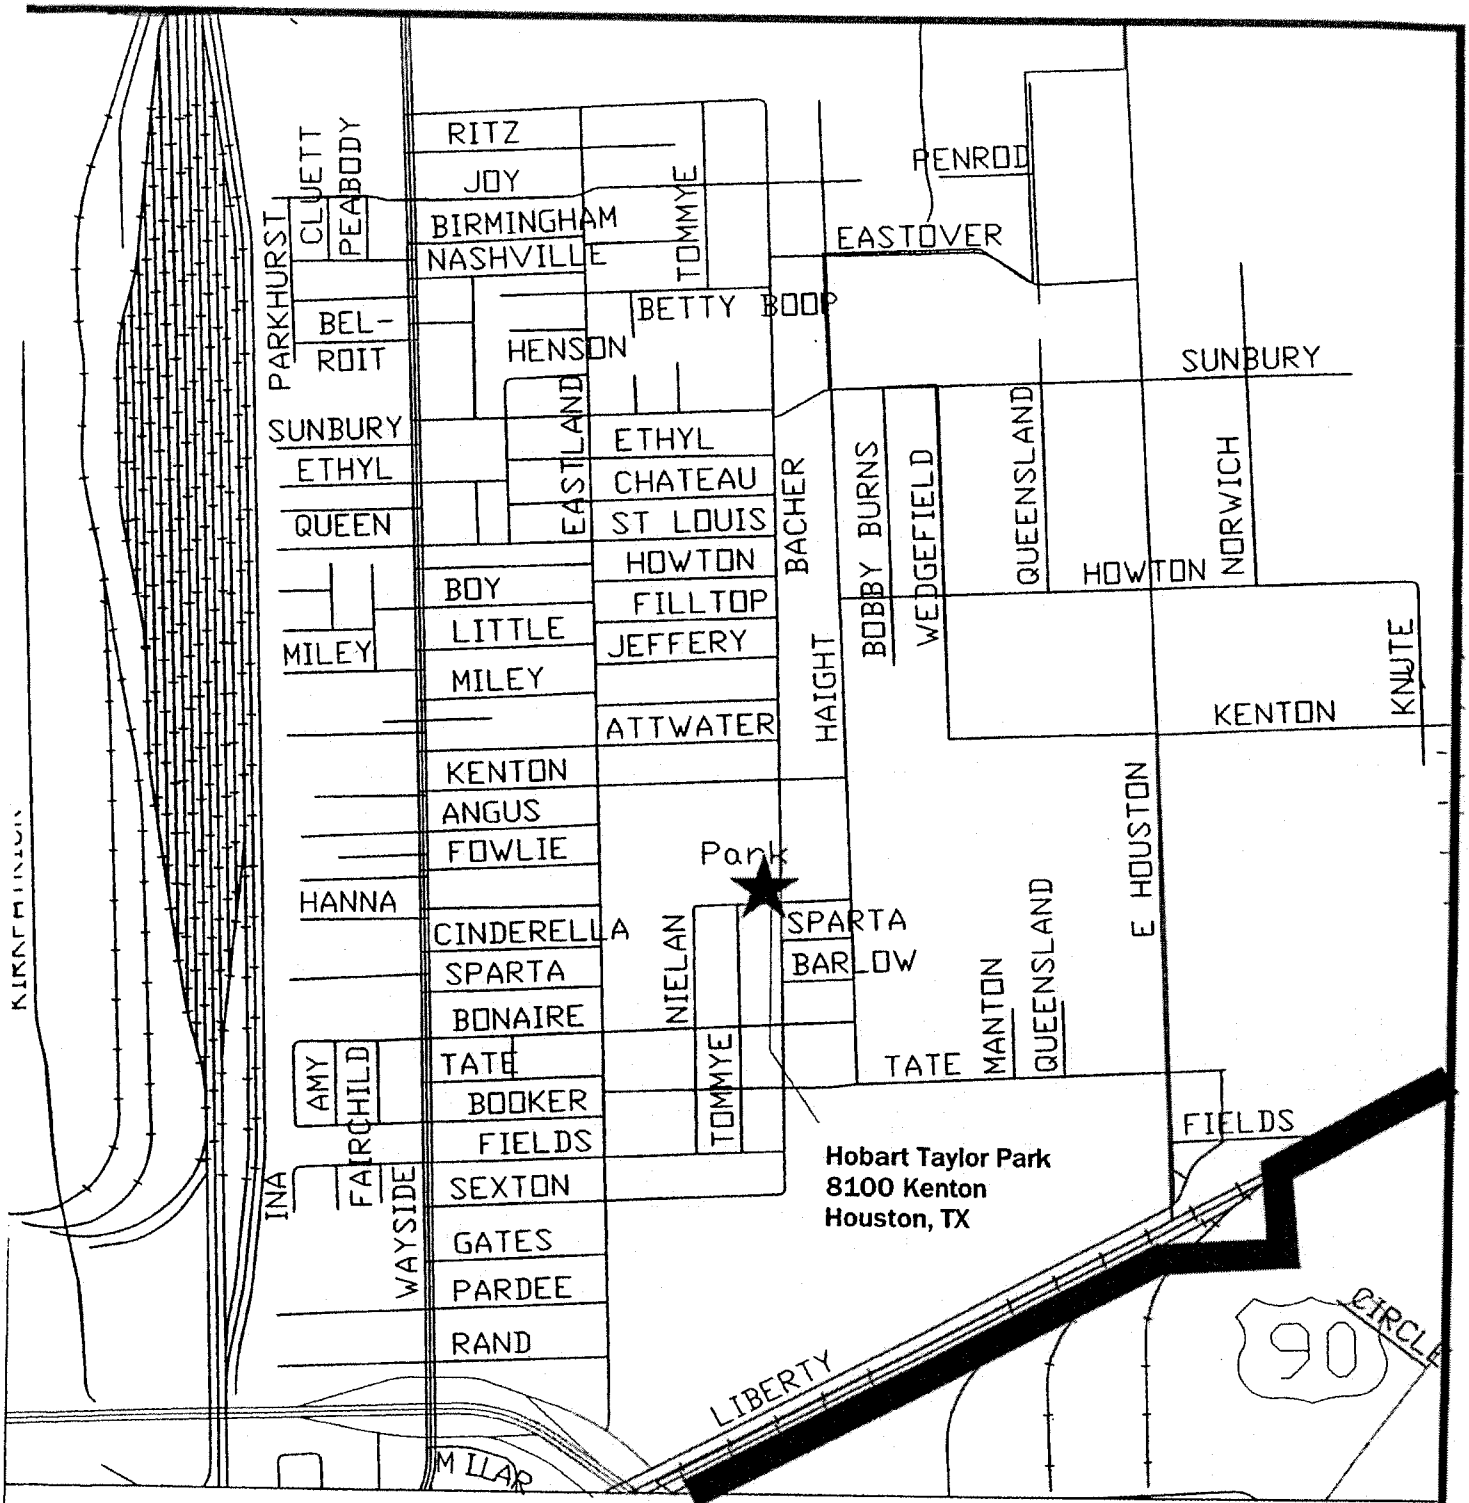 RITZ
PENROD
CLUETT
PEABODY
JOY
TOMMYE
BIRMINGHAM
EASTOVER
NASHVILLE
PARKHURST
BETTY BOOP
BEL-
ROIT
HENSON
SUNBURY
SUNBURY
ETHYL
EASTLAND
ETHYL
CHATEAU
QUEEN
ST LOUIS
BACHER
BOBBY BURNS
WEDGEFIELD
QUEENSLAND
NORWICH
HOWTON
HOWTON
BOY
FILLTOP
LITTLE
JEFFERY
MILEY
MILEY
HAIGHT
KNUTE
ATTWATER
KENTON
KENTON
ANGUS
E HOUSTON
FOWLIE
Park
HANNA
CINDERELLA
NIELAN
SPARTA
QUEENSLAND
SPARTA
BARLOW
MANTON
BONAIRE
AMY
FAIRCHILD
TATE
TATE
BOOKER
TOMMYE
FIELDS
FIELDS
INA
WAYSIDE
SEXTON
Hobart Taylor Park
8100 Kenton
Houston, TX
GATES
PARDEE
RAND
LIBERTY
90
CIRCLE
MILLAR